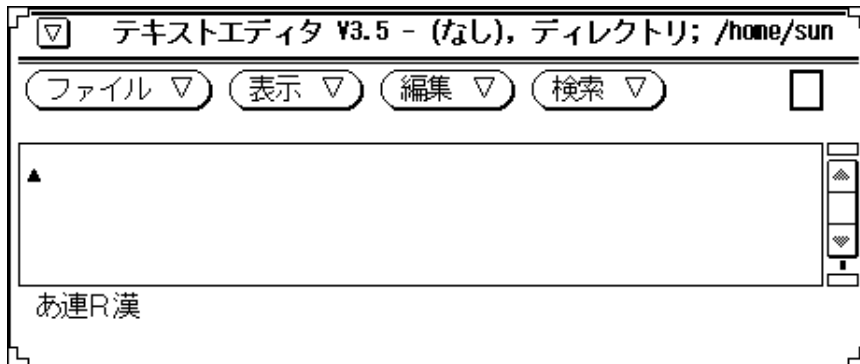 テキストエディタ V3.5 - (なし), ディレクトリ; /home/sun
ファイル 表示 編集 検索
あ連R漢